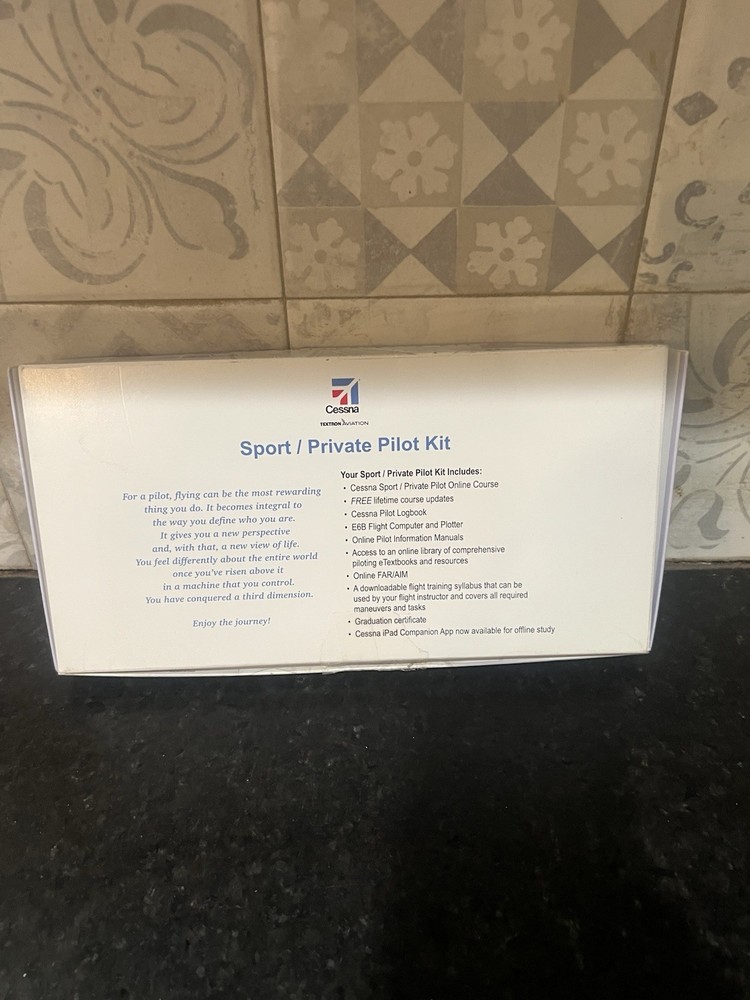 Cessna
TEXTRON AVIATION
Sport / Private Pilot Kit
For a pilot, flying can be the most rewarding
thing you do. It becomes integral to
the way you define who you are.
It gives you a new perspective
and, with that, a new view of life.
You feel differently about the entire world
once you've risen above it
in a machine that you control.
You have conquered a third dimension.
Enjoy the journey!
Your Sport / Private Pilot Kit Includes:
• Cessna Sport / Private Pilot Online Course
• FREE lifetime course updates
• Cessna Pilot Logbook
• E6B Flight Computer and Plotter
• Online Pilot Information Manuals
• Access to an online library of comprehensive
piloting eTextbooks and resources
• Online FAR/AIM
• A downloadable flight training syllabus that can be
used by your flight instructor and covers all required
maneuvers and tasks
• Graduation certificate
• Cessna iPad Companion App now available for offline study